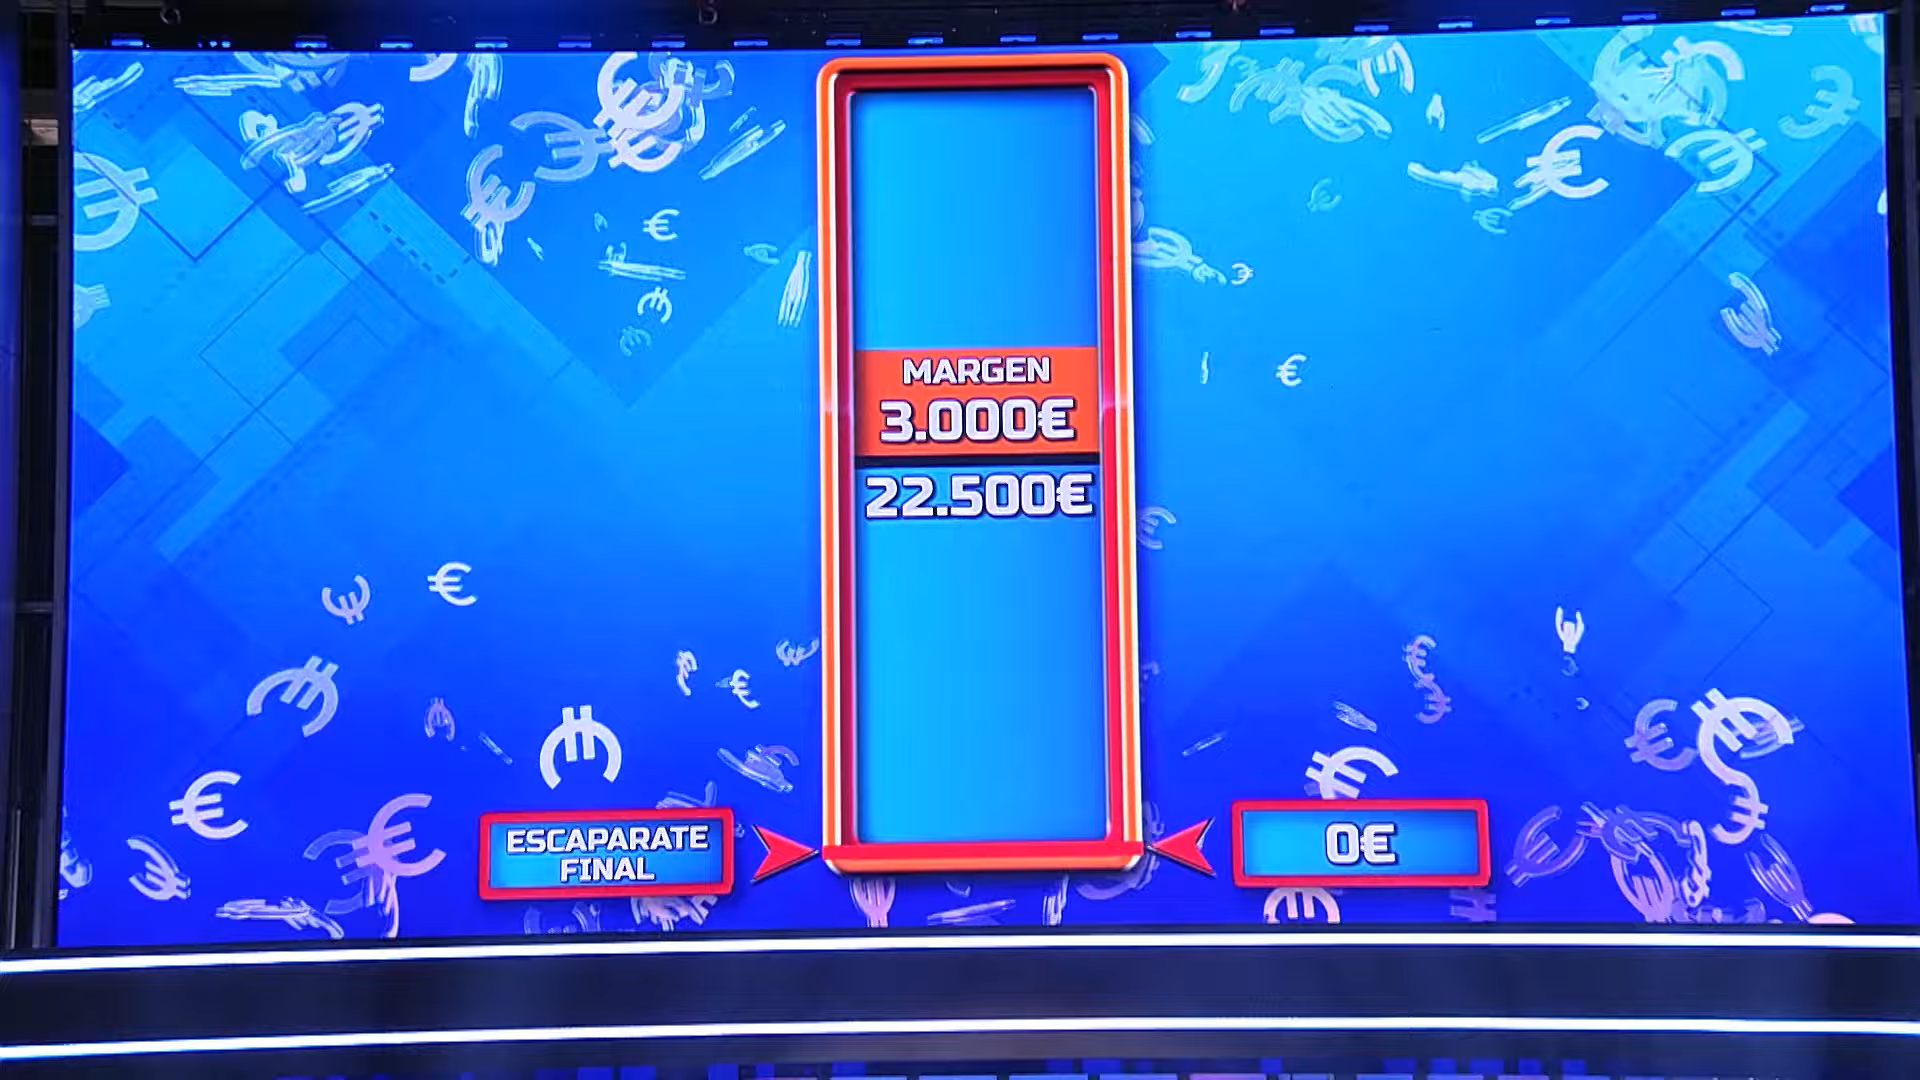 MARGEN
3.000€
22.500€
ESCAPARATE
FINAL
0€